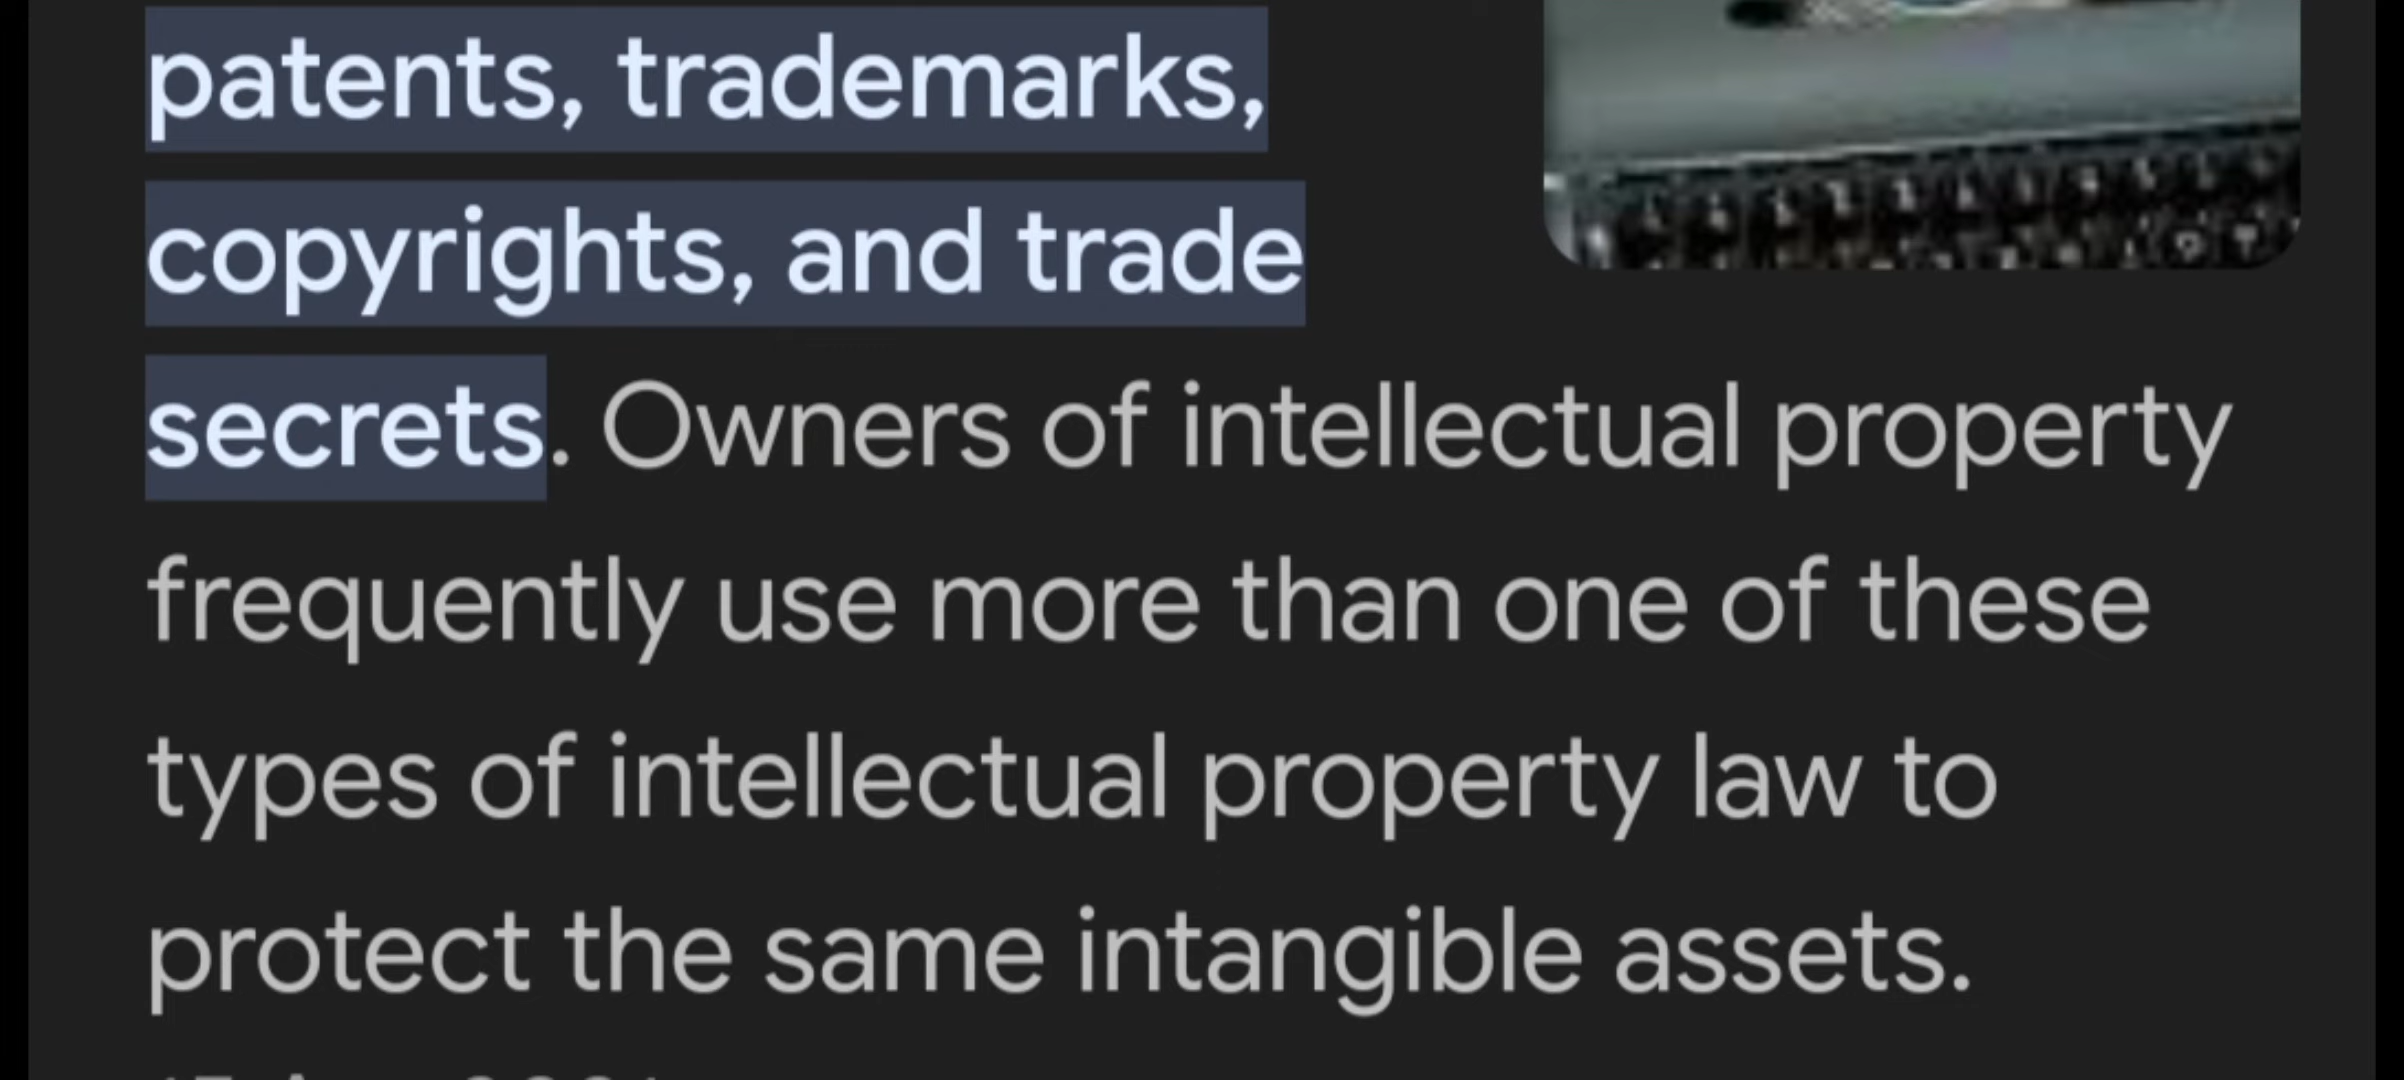 patents, trademarks,
copyrights, and trade
secrets. Owners of intellectual property
frequently use more than one of these
types of intellectual property law to
protect the same intangible assets.